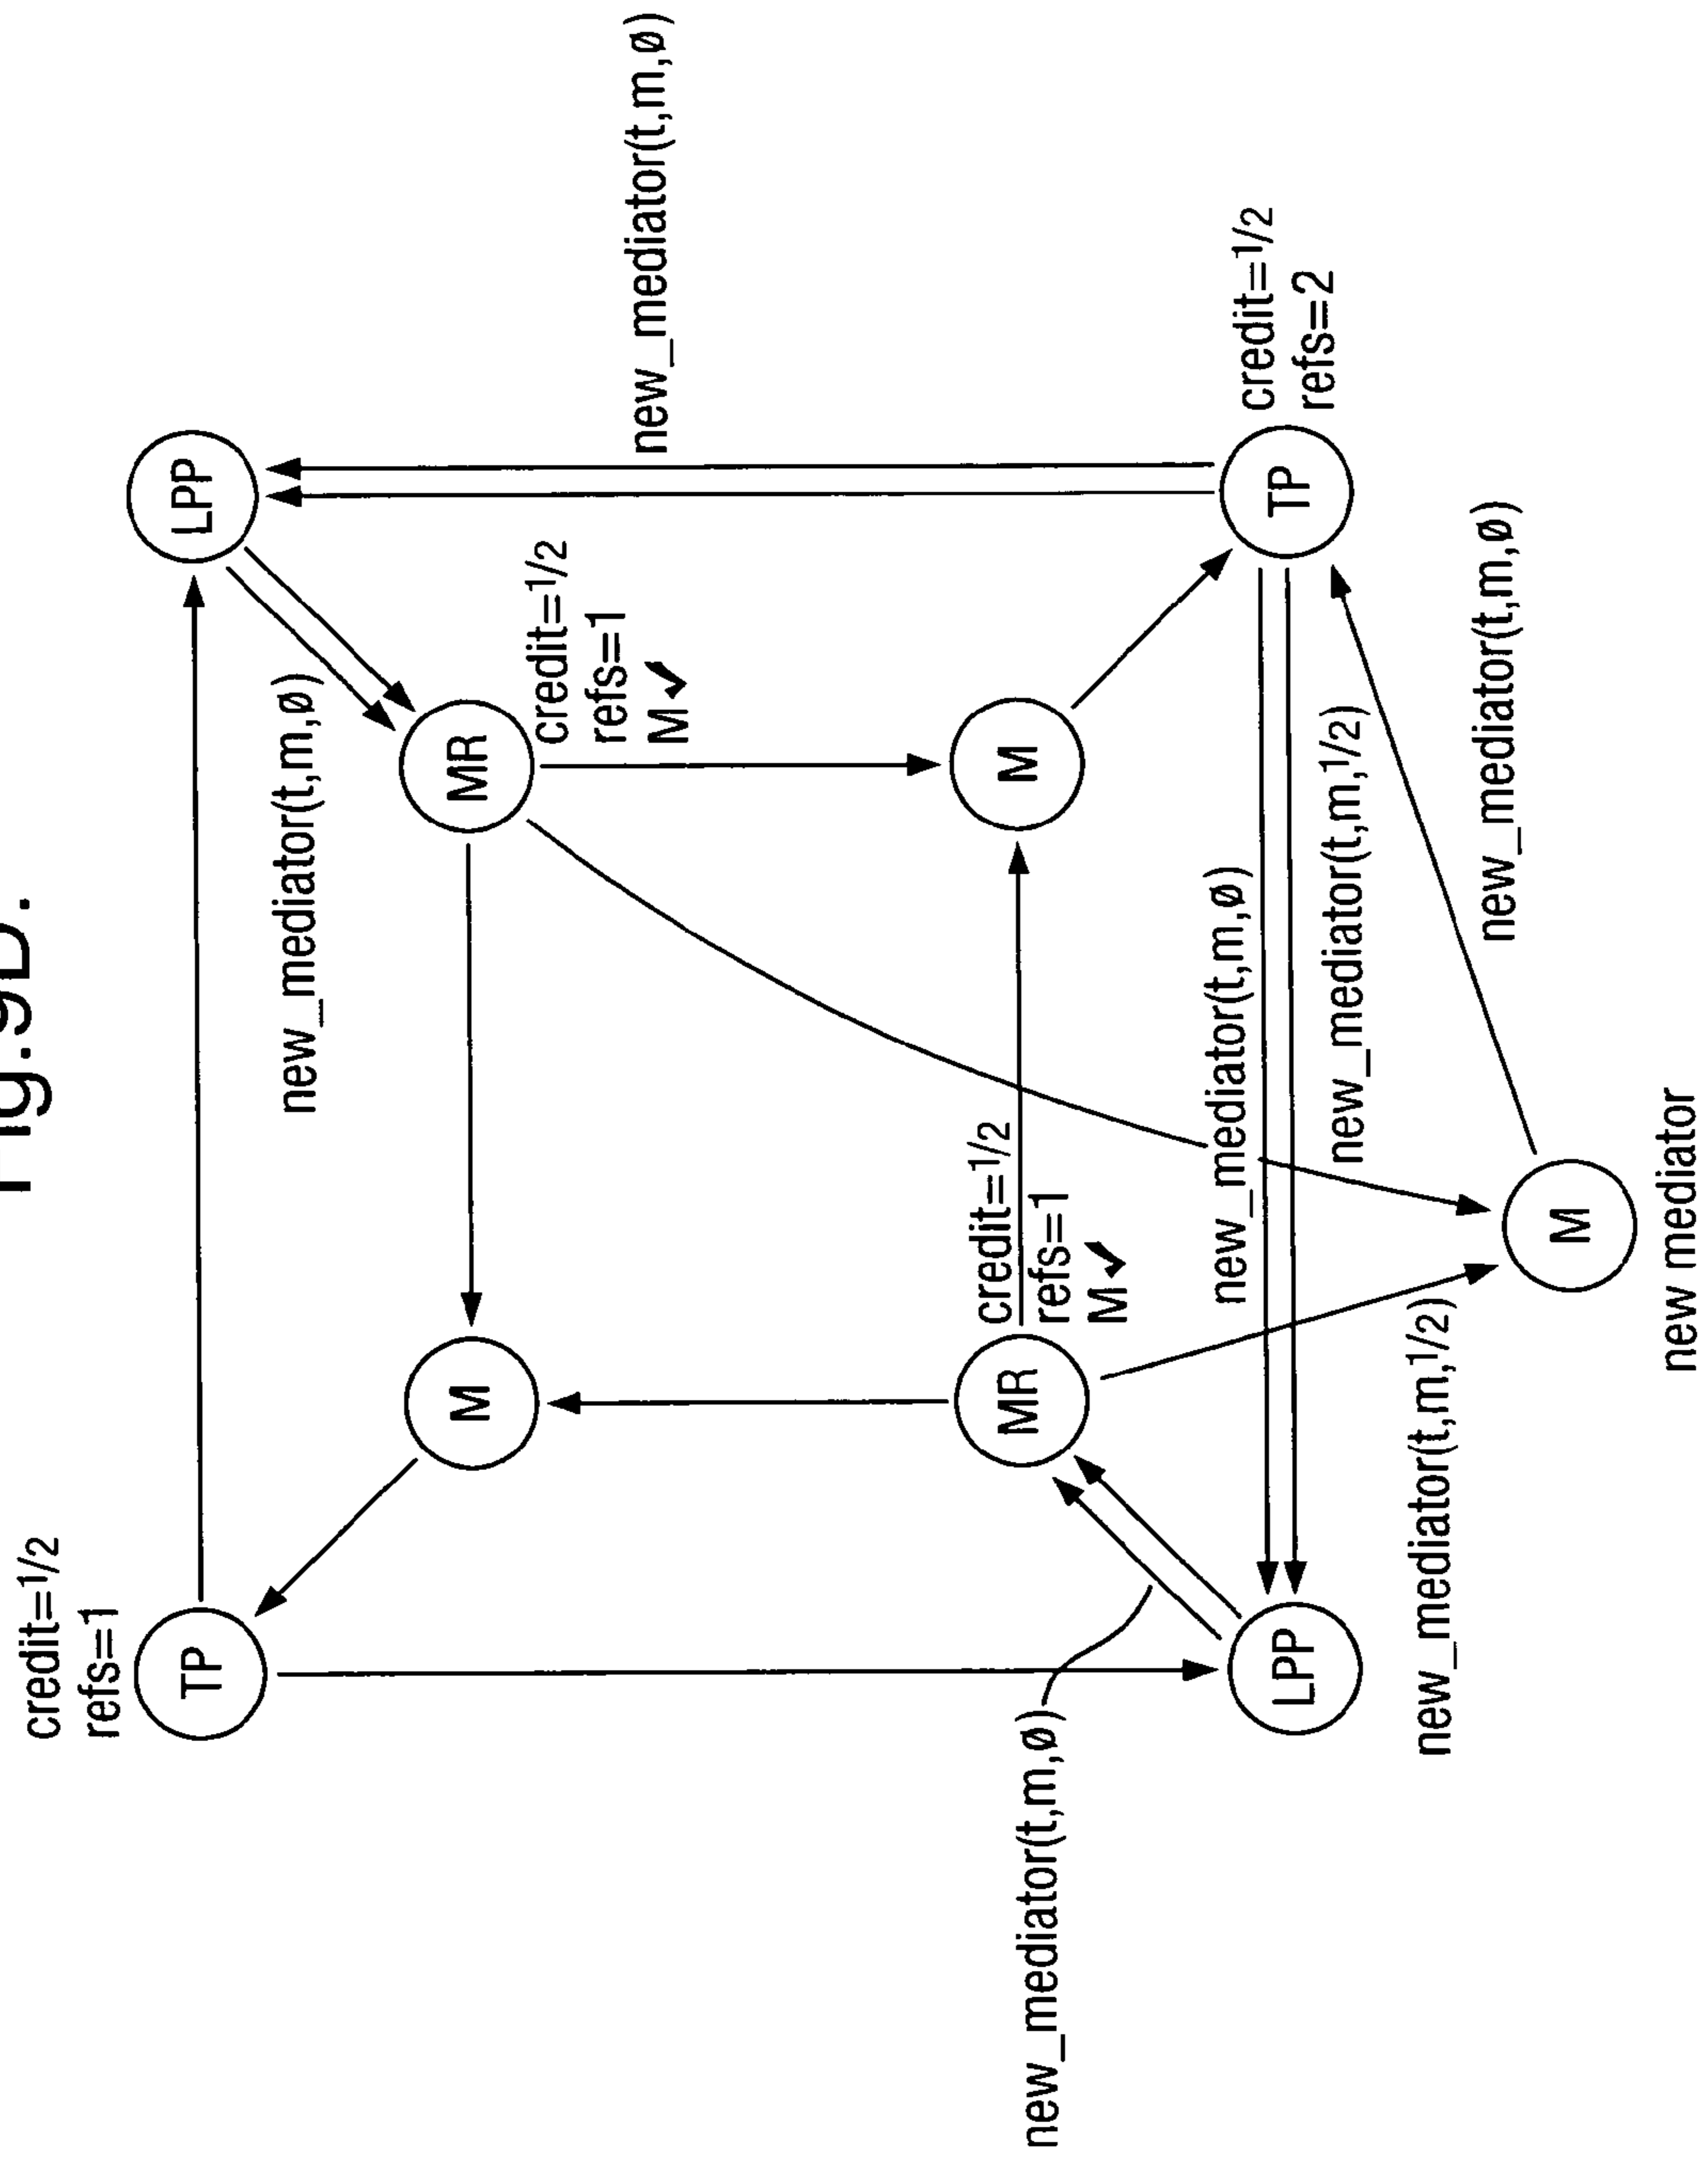 Fig.9D.
credit=1/2
refs=1
TP
LPP
new_mediator(t,m,ø)
M
MR
credit=1/2
refs=1
M✓
new_mediator(t,m,ø)
new_mediator(t,m,ø)
MR
credit=1/2
refs=1
M✓
M
new_mediator(t,m,ø)
LPP
TP
credit=1/2
refs=2
new_mediator(t,m,1/2)
new_mediator(t,m,1/2)
new_mediator(t,m,ø)
M
new mediator